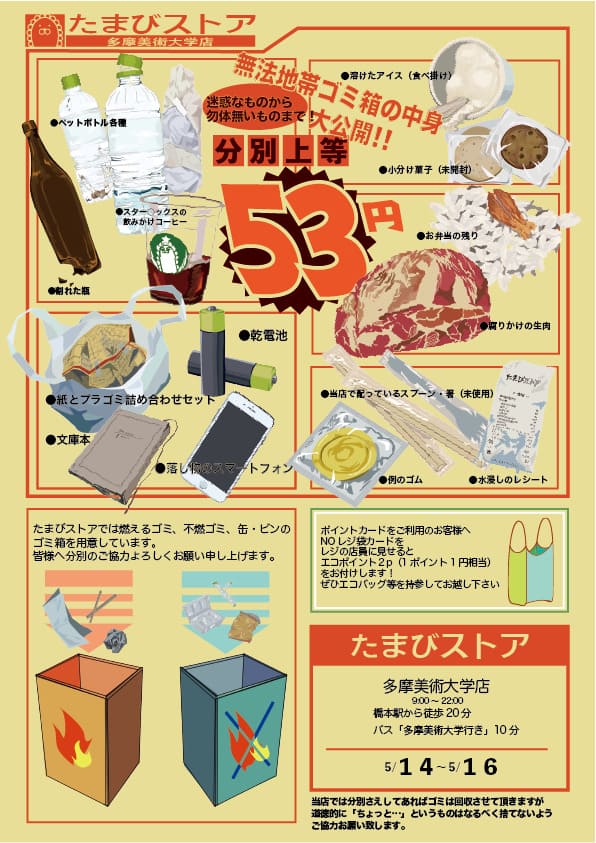 たまびストア
多摩美術大学店
無法地帯ゴミ箱の中身
大公開!!
迷惑なものから
勿体無いものまで!
分別上等
53円
●ペットボトル各種
●スター○ックスの
飲みかけコーヒー
●割れた瓶
●溶けたアイス(食べ掛け)
●小分け菓子(未開封)
●お弁当の残り
●腐りかけの生肉
●乾電池
●紙とプラゴミ詰め合わせセット
●文庫本
●落し物のスマートフォン
●当店で配っているスプーン・箸(未使用)
たまびストア
●例のゴム
●水浸しのレシート
たまびストアでは燃えるゴミ、不燃ゴミ、缶・ビンの
ゴミ箱を用意しています。
皆様へ分別のご協力よろしくお願い申し上げます。
ポイントカードをご利用のお客様へ
NOレジ袋カードを
レジの店員に見せると
エコポイント2p(1ポイント1円相当)
をお付けします!
ぜひエコバッグ等を持参してお越し下さい
たまびストア
多摩美術大学店
9:00~22:00
橋本駅から徒歩20分
バス「多摩美術大学行き」10分
5/14~5/16
当店では分別さえしてあればゴミは回収させて頂きますが
道徳的に「ちょっと…」というものはなるべく捨てないよう
ご協力お願い致します。